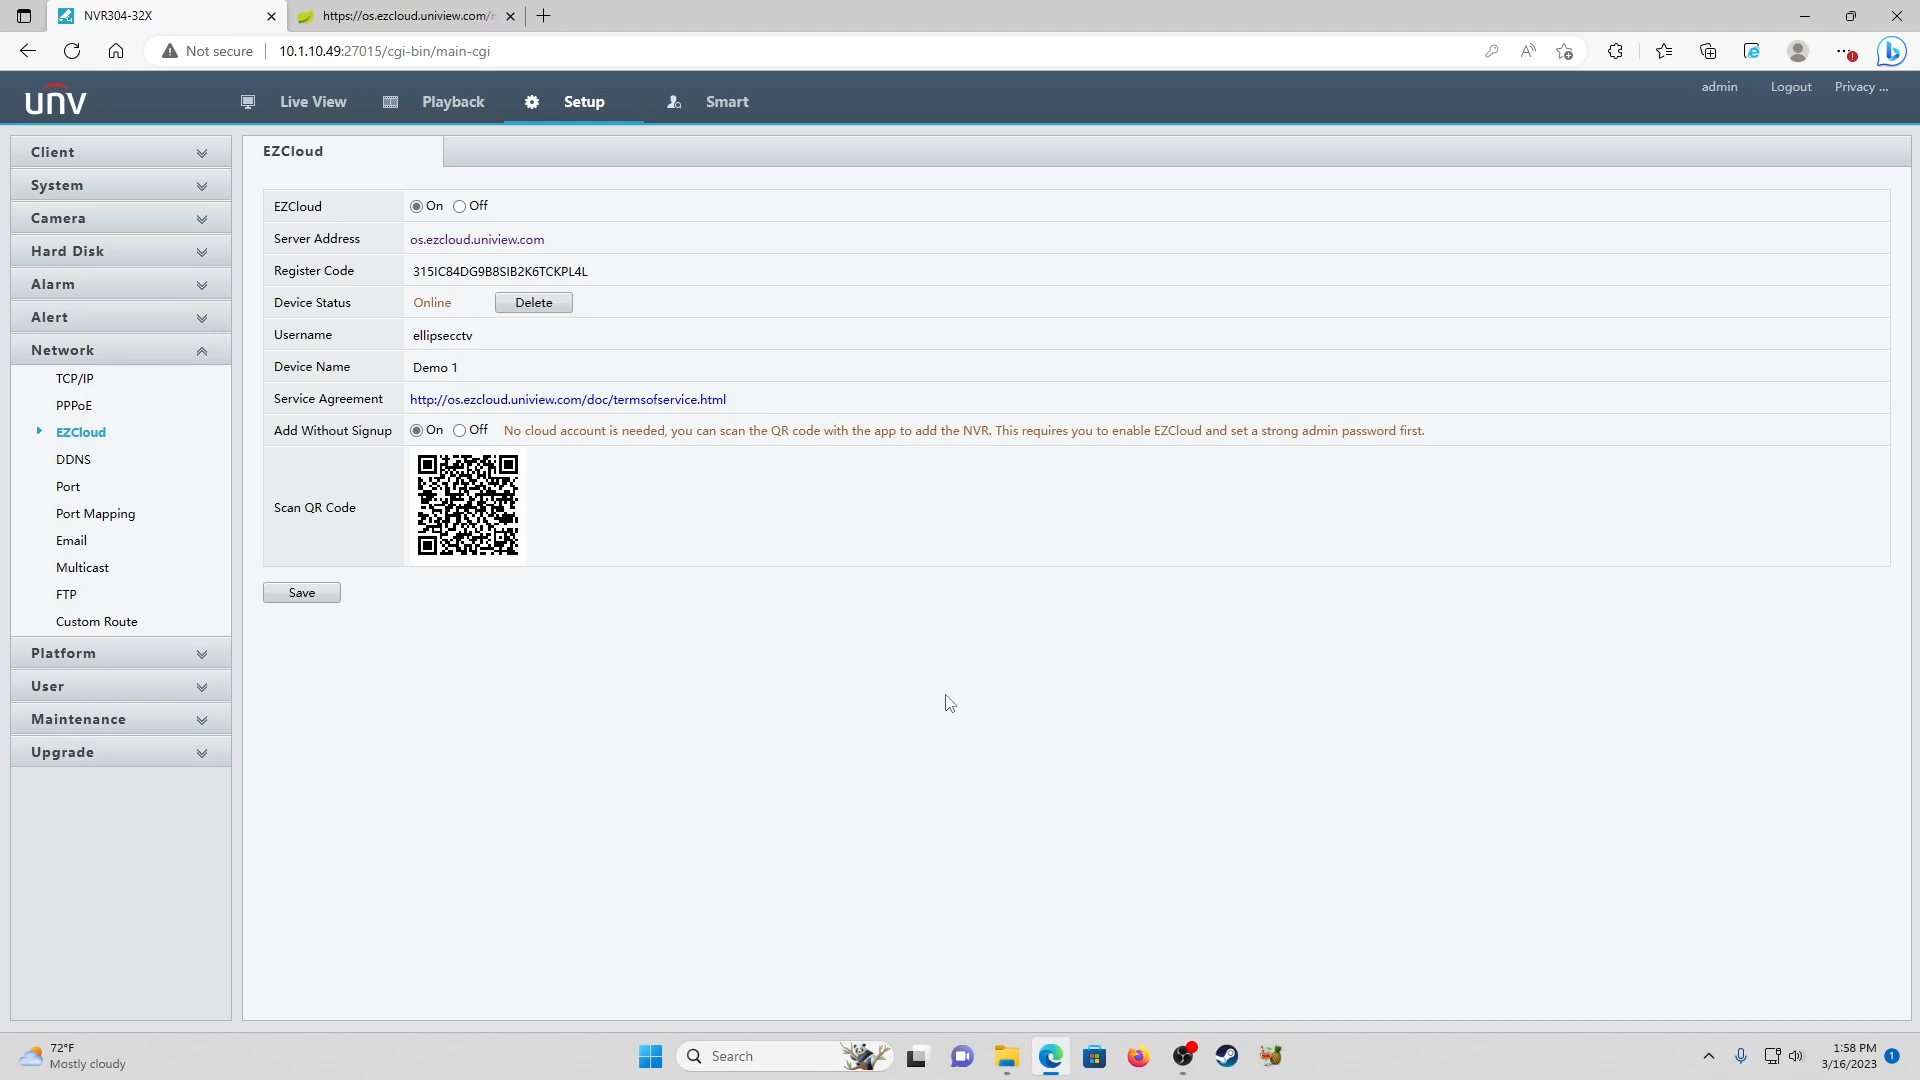 NVR304-32X
https://os.ezcloud.uniview.com/r
Not secure
10.1.10.49:27015/cgi-bin/main-cgi
unv
Live View
Playback
Setup
Smart
admin
Logout
Privacy ...
Client
System
Camera
Hard Disk
Alarm
Alert
Network
TCP/IP
PPPoE
EZCloud
DDNS
Port
Port Mapping
Email
Multicast
FTP
Custom Route
Platform
User
Maintenance
Upgrade
EZCloud
EZCloud On Off
Server Address os.ezcloud.uniview.com
Register Code 315IC84DG9B8SIB2K6TCKPL4L
Device Status Online Delete
Username ellipsecctv
Device Name Demo 1
Service Agreement http://os.ezcloud.uniview.com/doc/termsofservice.html
Add Without Signup On Off No cloud account is needed, you can scan the QR code with the app to add the NVR. This requires you to enable EZCloud and set a strong admin password first.
Scan QR Code
Save
72°F
Mostly cloudy
Search
1:58 PM
3/16/2023
1